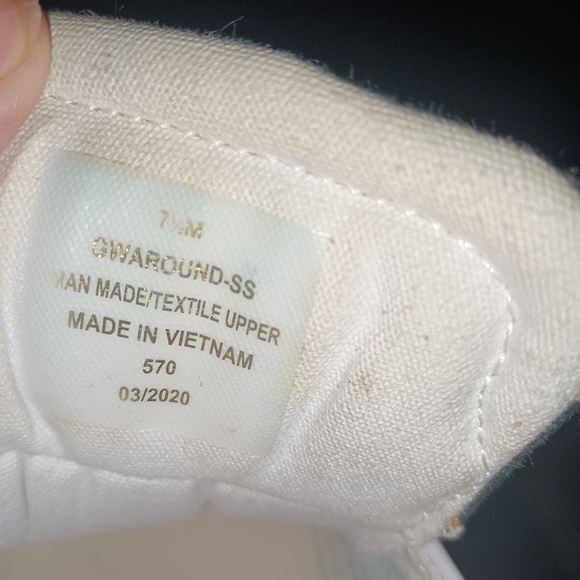 7½M
GWAROUND-SS
MAN MADE/TEXTILE UPPER
MADE IN VIETNAM
570
03/2020